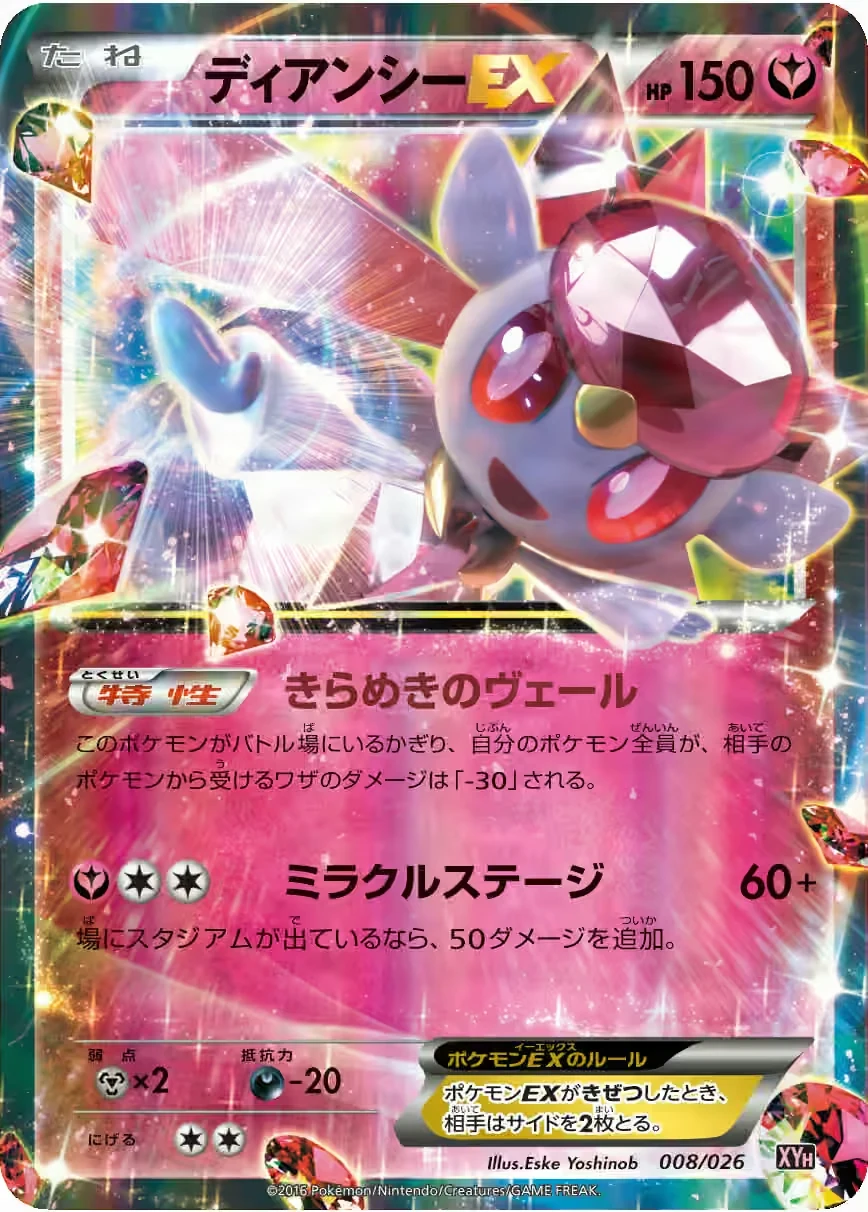 たね
ディアンシーEX
HP 150
とくせい
特性 きらめきのヴェール
このポケモンがバトル場にいるかぎり、自分のポケモン全員が、相手の
ポケモンから受けるワザのダメージは「-30」される。
ミラクルステージ 60+
場にスタジアムが出ているなら、50ダメージを追加。
弱点 抵抗力
×2 -20
にげる
イーエックス
ポケモンEXのルール
ポケモンEXがきぜつしたとき、
相手はサイドを2枚とる。
Illus.Eske Yoshinob 008/026 XYH
©2016 Pokémon/Nintendo/Creatures/GAME FREAK.